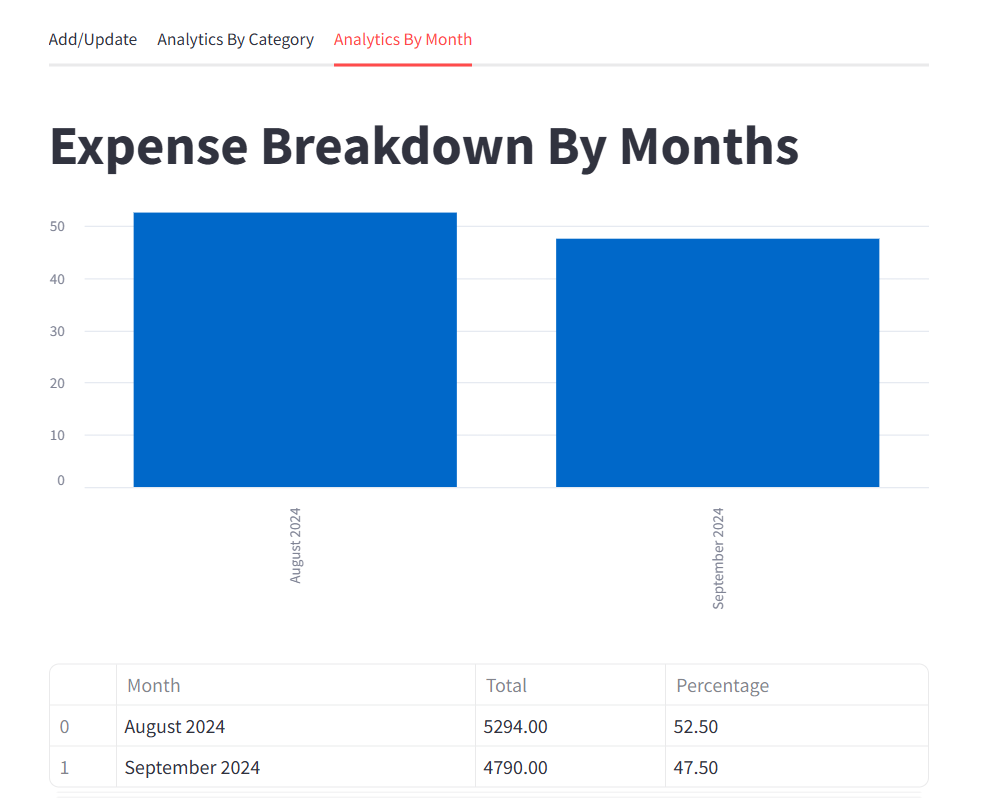 Add/Update Analytics By Category Analytics By Month
Expense Breakdown By Months
50
40
30
20
10
0
August 2024 September 2024
Month Total Percentage
0 August 2024 5294.00 52.50
1 September 2024 4790.00 47.50